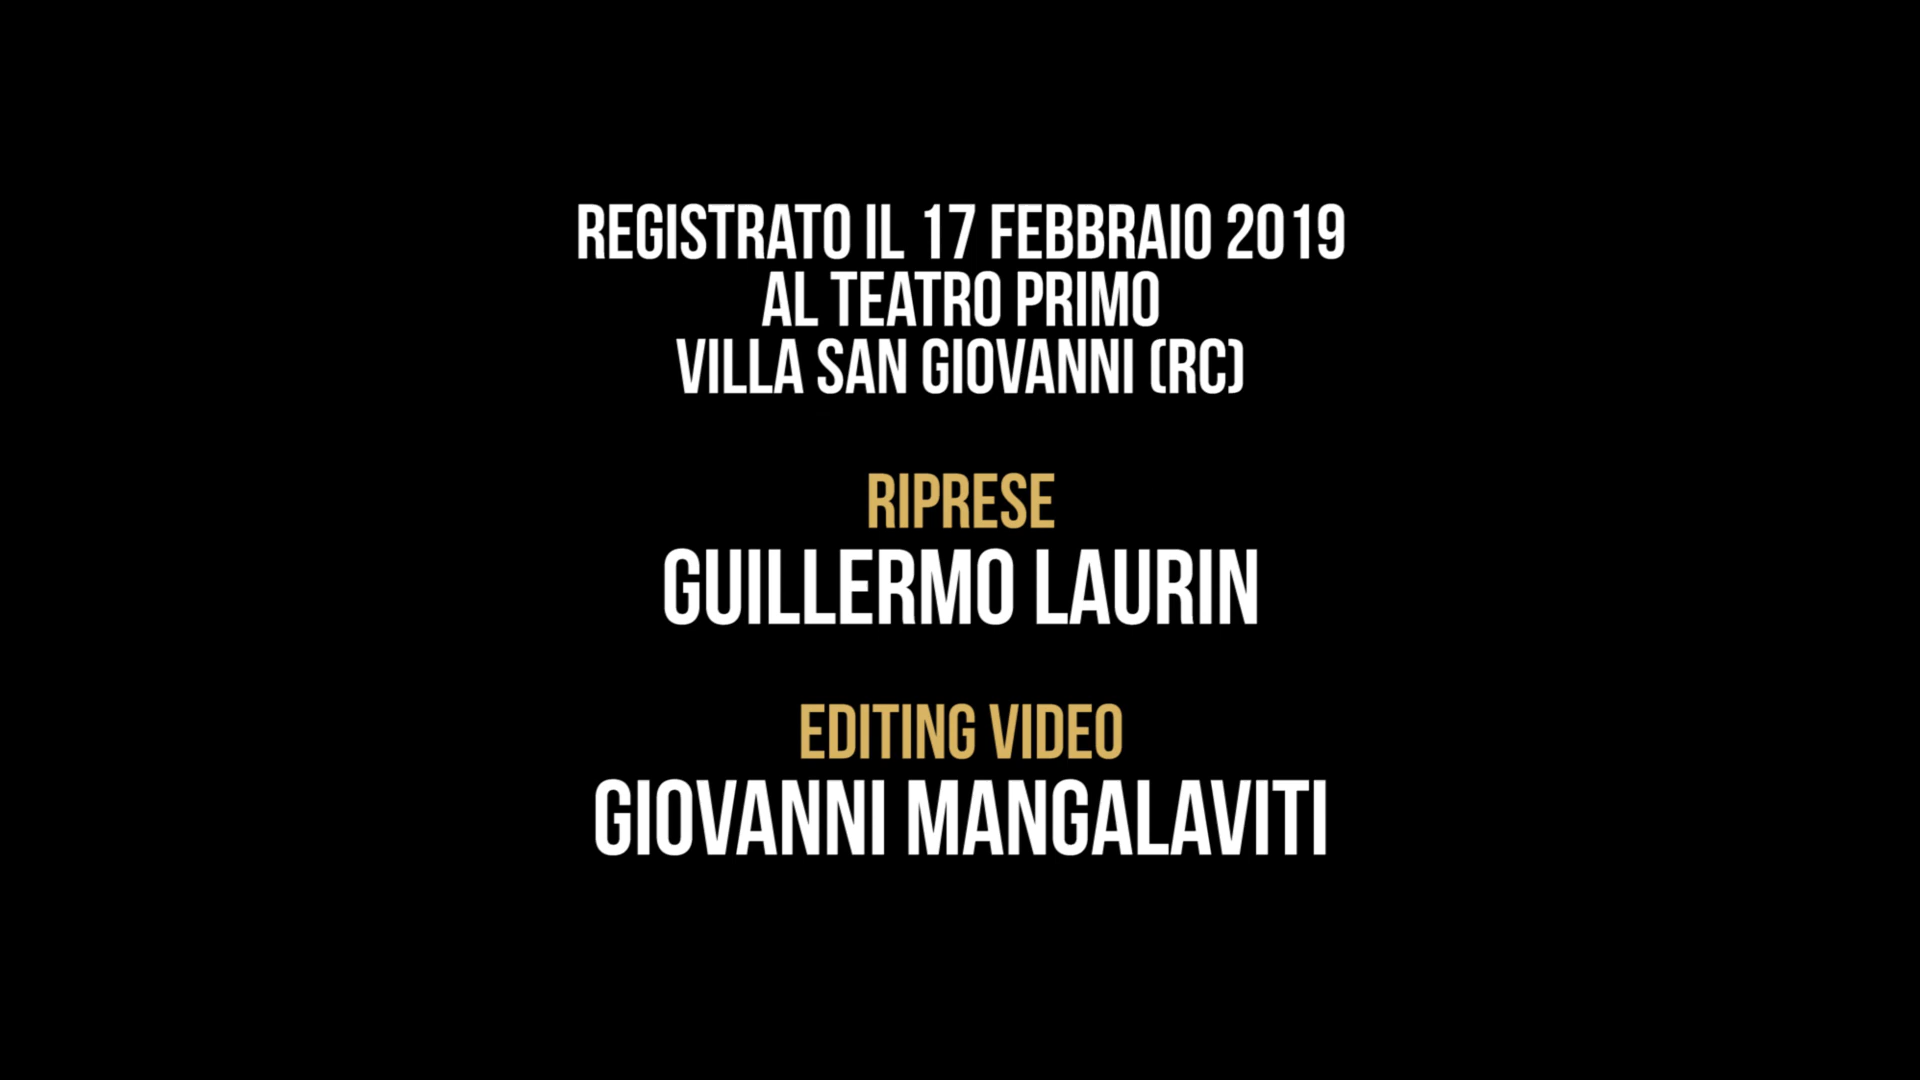 REGISTRATO IL 17 FEBBRAIO 2019
AL TEATRO PRIMO
VILLA SAN GIOVANNI (RC)
RIPRESE
GUILLERMO LAURIN
EDITING VIDEO
GIOVANNI MANGALAVITI